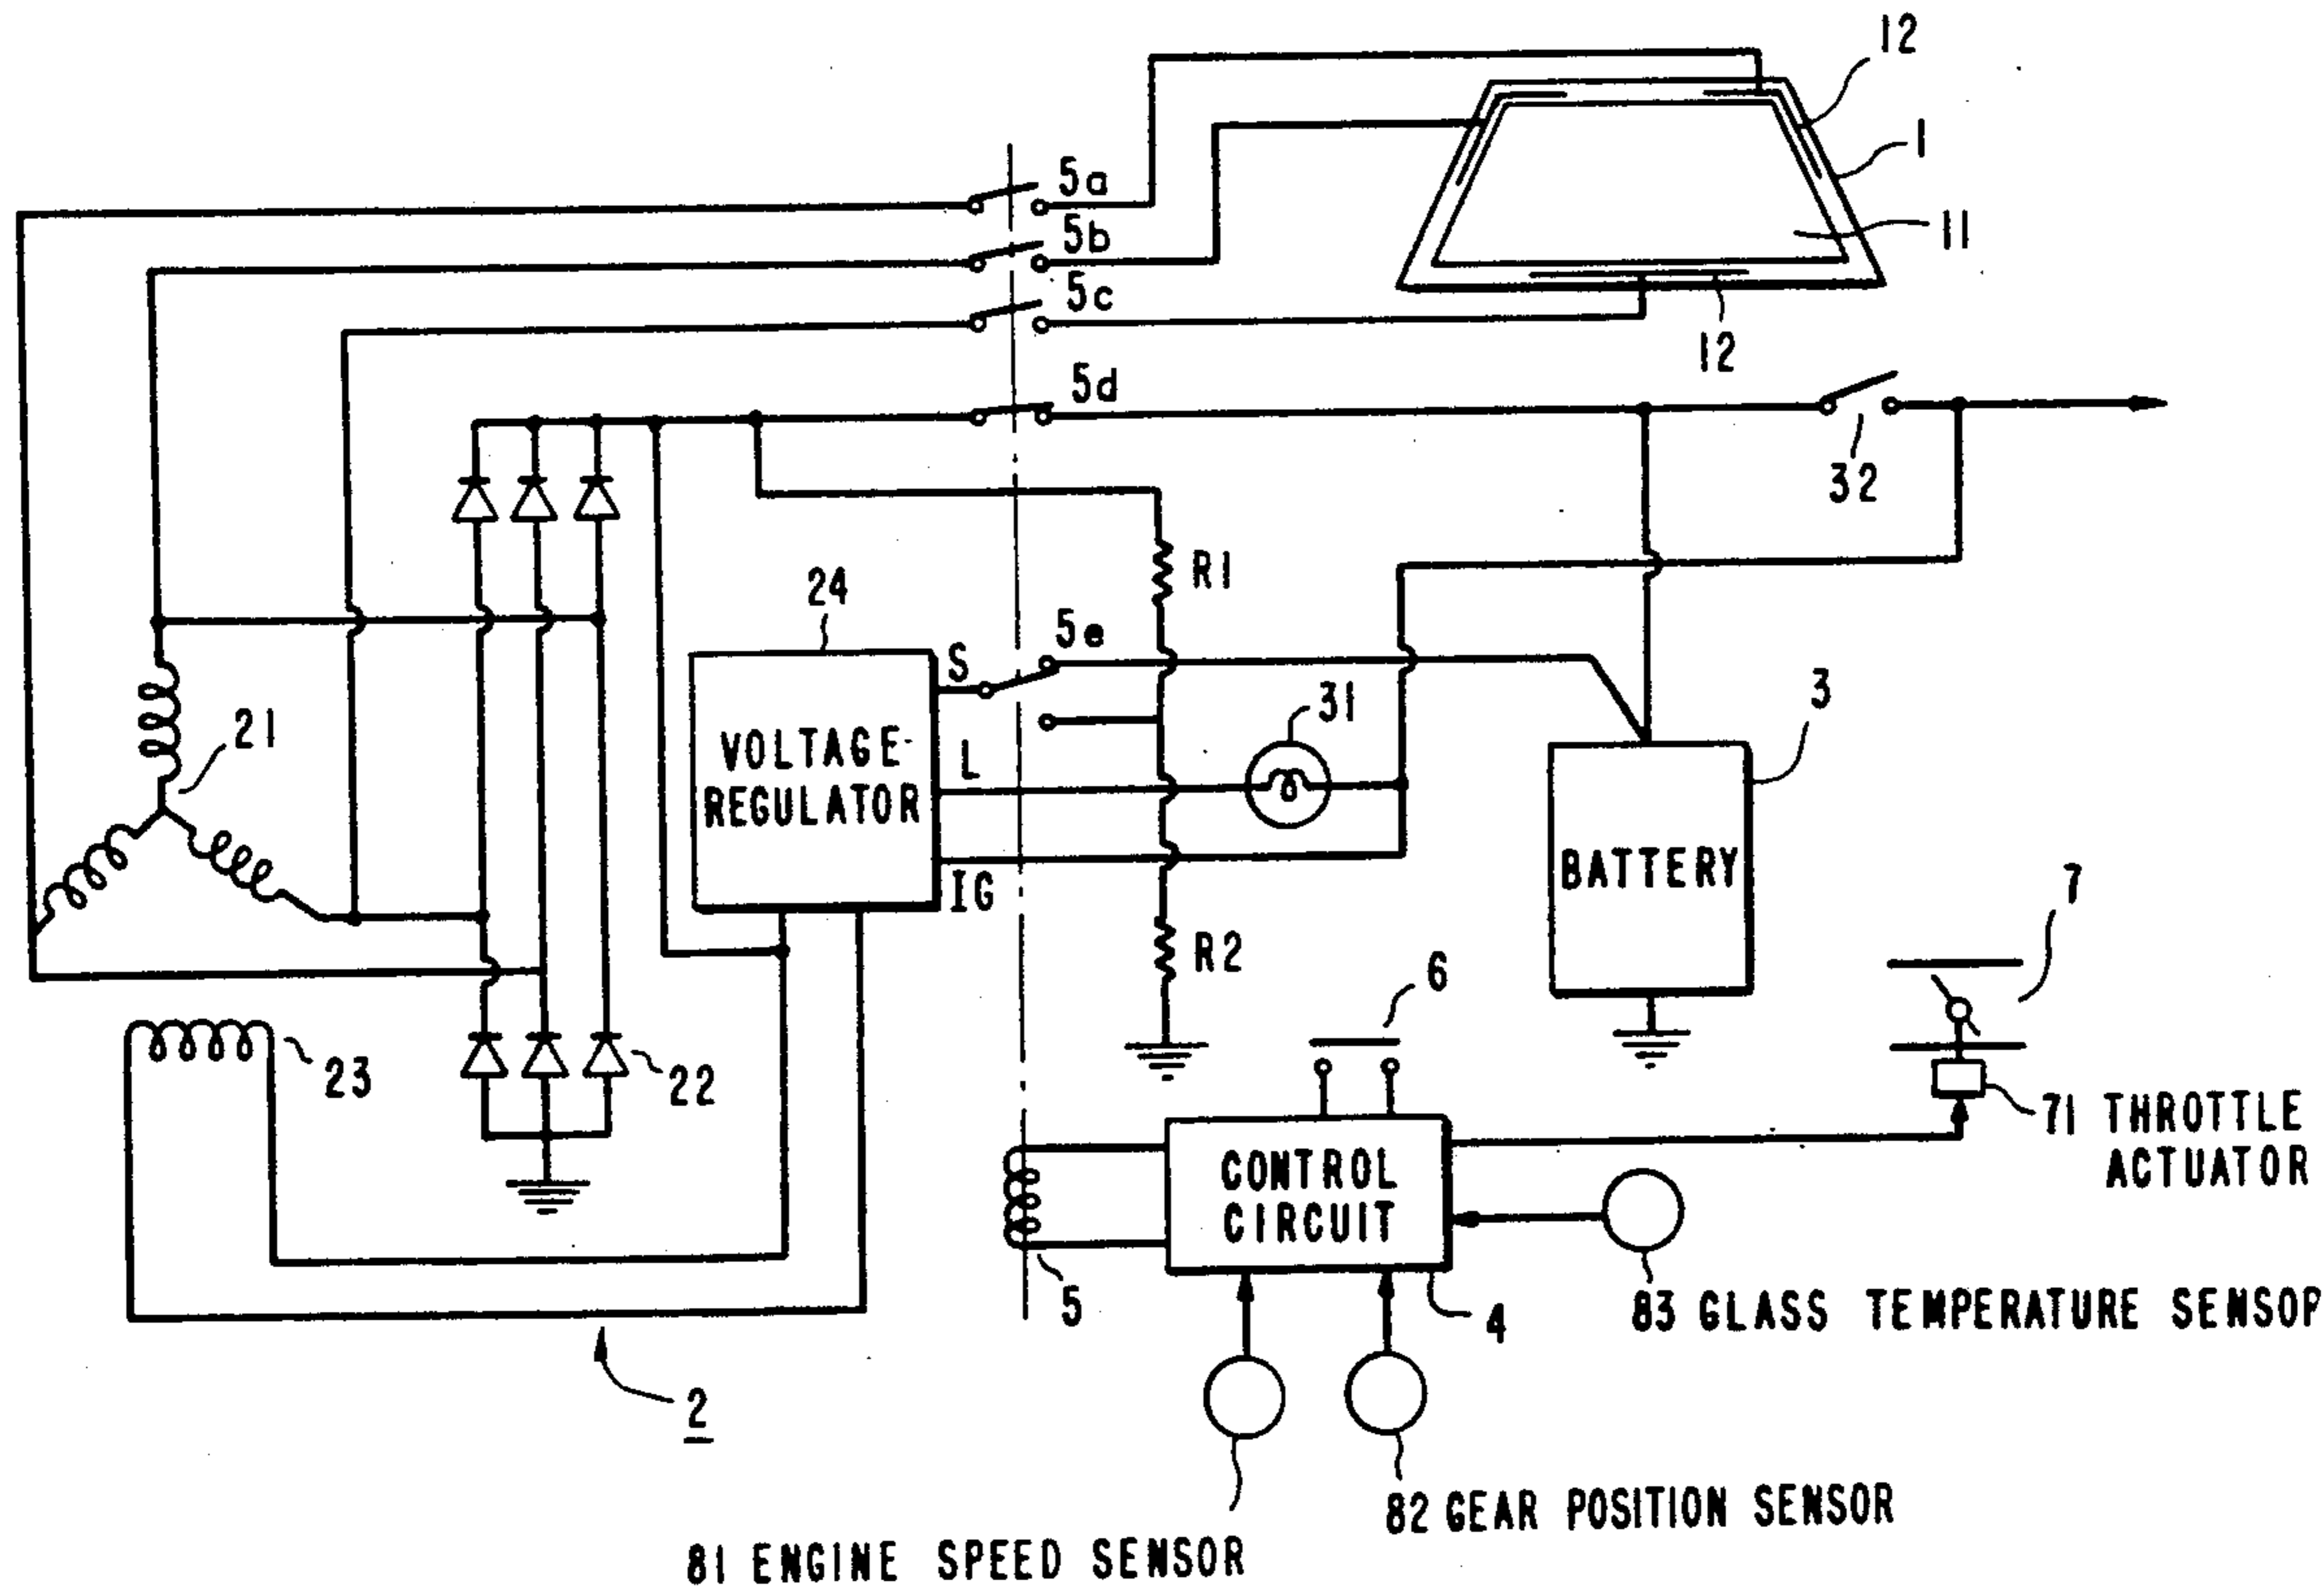 12
1
5a
11
5b
5c
12
5d
32
R1
24
5e
S
3
31
21
VOLTAGE
REGULATOR
L
BATTERY
7
IG
R2
6
23
22
71 THROTTLE
ACTUATOR
CONTROL
CIRCUIT
5
4
83 GLASS TEMPERATURE SENSOR
2
82 GEAR POSITION SENSOR
81 ENGINE SPEED SENSOR